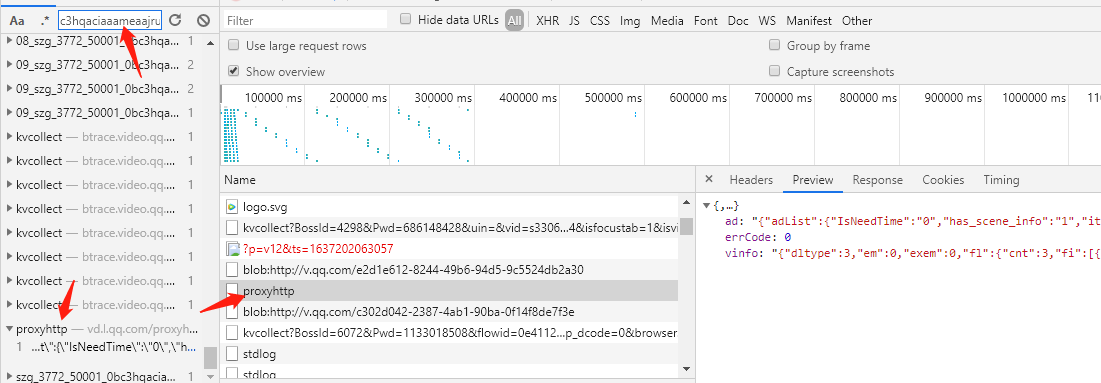 Aa .* c3hqaciaaameaajru
08_szg_3772_50001_0bc3hqa... 1
09_szg_3772_50001_0bc3hqa... 2
09_szg_3772_50001_0bc3hqa... 2
09_szg_3772_50001_0bc3hqa... 1
kvcollect — btrace.video.qq.... 1
kvcollect — btrace.video.qq.... 1
kvcollect — btrace.video.qq.... 1
kvcollect — btrace.video.qq.... 1
kvcollect — btrace.video.qq.... 1
kvcollect — btrace.video.qq.... 1
kvcollect — btrace.video.qq.... 1
kvcollect — btrace.video.qq.... 1
proxyhttp — vd.l.qq.com/proxyh...
1 ...t\":{\"IsNeedTime\":\"0\",\"h...
szg_3772_50001_0bc3hqacia... 1
Filter
Hide data URLs
All XHR JS CSS Img Media Font Doc WS Manifest Other
Use large request rows
Group by frame
Show overview
Capture screenshots
100000 ms 200000 ms 300000 ms 400000 ms 500000 ms 600000 ms 700000 ms 800000 ms 900000 ms 1000000 ms 110
Name
logo.svg
kvcollect?BossId=4298&Pwd=686148428&uin=&vid=s3306...4&isfocustab=1&isvi
?p=v12&ts=1637202063057
blob:http://v.qq.com/e2d1e612-8244-49b6-94d5-9c5524db2a30
proxyhttp
blob:http://v.qq.com/c302d042-2387-4ab1-90ba-0f14f8de7f3e
kvcollect?BossId=6072&Pwd=1133018508&flowid=0e4112...p_dcode=0&browser
stdlog
stdlog
× Headers Preview Response Cookies Timing
{,…}
ad: "{"adList":{"IsNeedTime":"0","has_scene_info":"1","it
errCode: 0
vinfo: "{"dltype":3,"em":0,"exem":0,"fl":{"cnt":3,"fi":[{